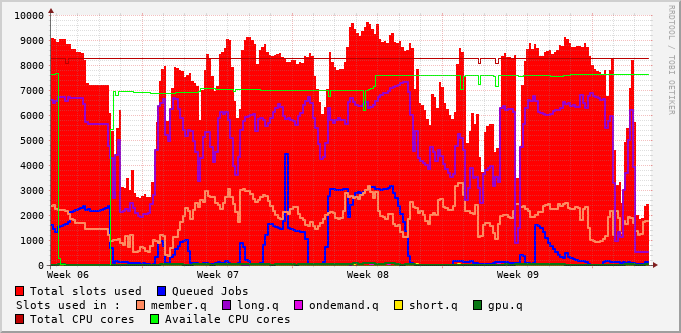 10000
9000
8000
7000
6000
5000
4000
3000
2000
1000
0
Week 06 Week 07 Week 08 Week 09
RRDTOOL / TOBI OETIKER
Total slots used Queued Jobs
Slots used in : member.q long.q ondemand.q short.q gpu.q
Total CPU cores Availale CPU cores